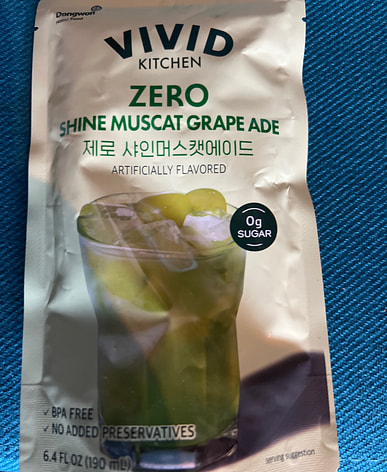 Dongwon
VIVID
KITCHEN
ZERO
SHINE MUSCAT GRAPE ADE
제로 샤인머스캣에이드
ARTIFICIALLY FLAVORED
0g
SUGAR
✓ BPA FREE
✓ NO ADDED PRESERVATIVES
6.4 FL OZ (190 mL)
serving suggestion